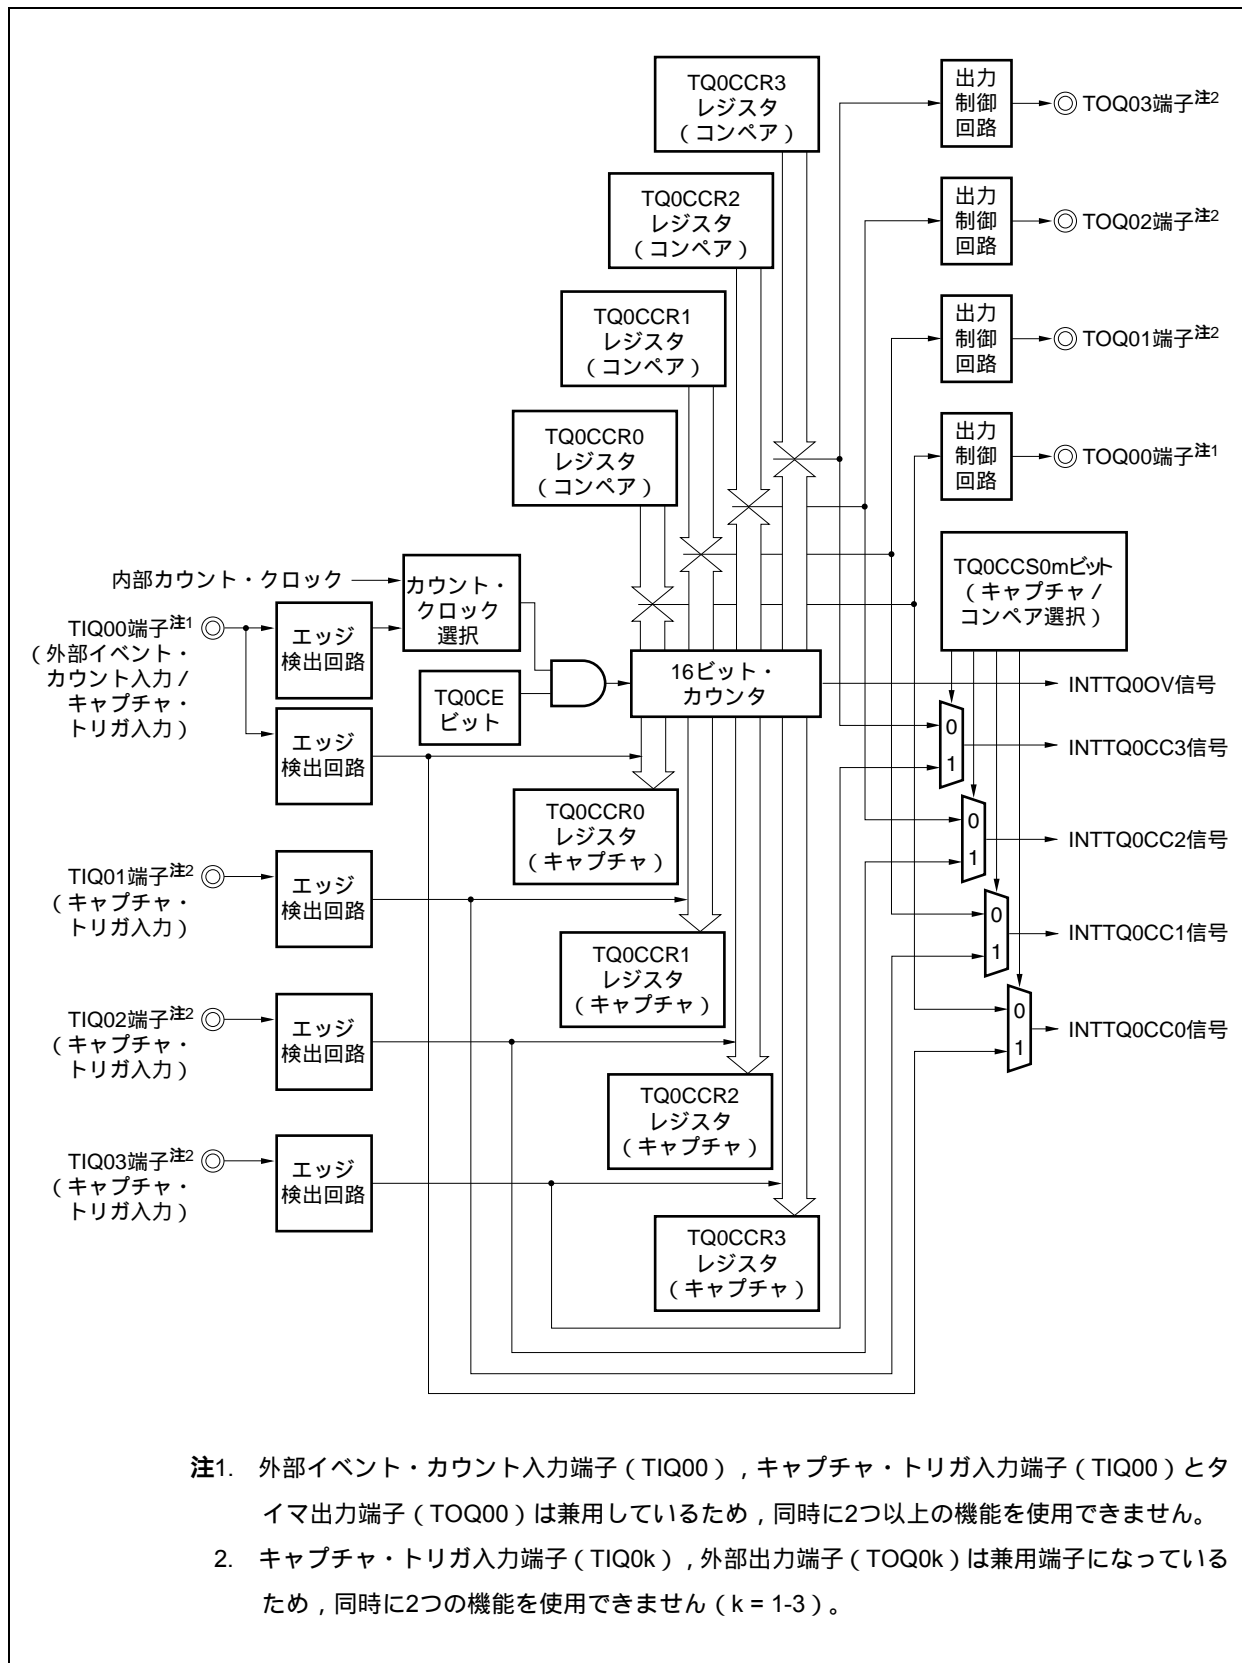 TQ0CCR3
レジスタ
（コンペア）
出力
制御
回路
TOQ03端子注2
TQ0CCR2
レジスタ
（コンペア）
出力
制御
回路
TOQ02端子注2
TQ0CCR1
レジスタ
（コンペア）
出力
制御
回路
TOQ01端子注2
TQ0CCR0
レジスタ
（コンペア）
出力
制御
回路
TOQ00端子注1
TQ0CCS0mビット
（キャプチャ／
コンペア選択）
内部カウント・クロック
カウント・
クロック
選択
TIQ00端子注1
（外部イベント・
カウント入力／
キャプチャ・
トリガ入力）
エッジ
検出回路
TQ0CE
ビット
16ビット・
カウンタ
INTTQ0OV信号
エッジ
検出回路
0
1
INTTQ0CC3信号
TQ0CCR0
レジスタ
（キャプチャ）
0
1
INTTQ0CC2信号
TIQ01端子注2
（キャプチャ・
トリガ入力）
エッジ
検出回路
0
1
INTTQ0CC1信号
TQ0CCR1
レジスタ
（キャプチャ）
TIQ02端子注2
（キャプチャ・
トリガ入力）
エッジ
検出回路
0
1
INTTQ0CC0信号
TQ0CCR2
レジスタ
（キャプチャ）
TIQ03端子注2
（キャプチャ・
トリガ入力）
エッジ
検出回路
TQ0CCR3
レジスタ
（キャプチャ）
注1. 外部イベント・カウント入力端子（TIQ00），キャプチャ・トリガ入力端子（TIQ00）とタ
イマ出力端子（TOQ00）は兼用しているため，同時に2つ以上の機能を使用できません。
2. キャプチャ・トリガ入力端子（TIQ0k），外部出力端子（TOQ0k）は兼用端子になっている
ため，同時に2つの機能を使用できません（k = 1-3）。